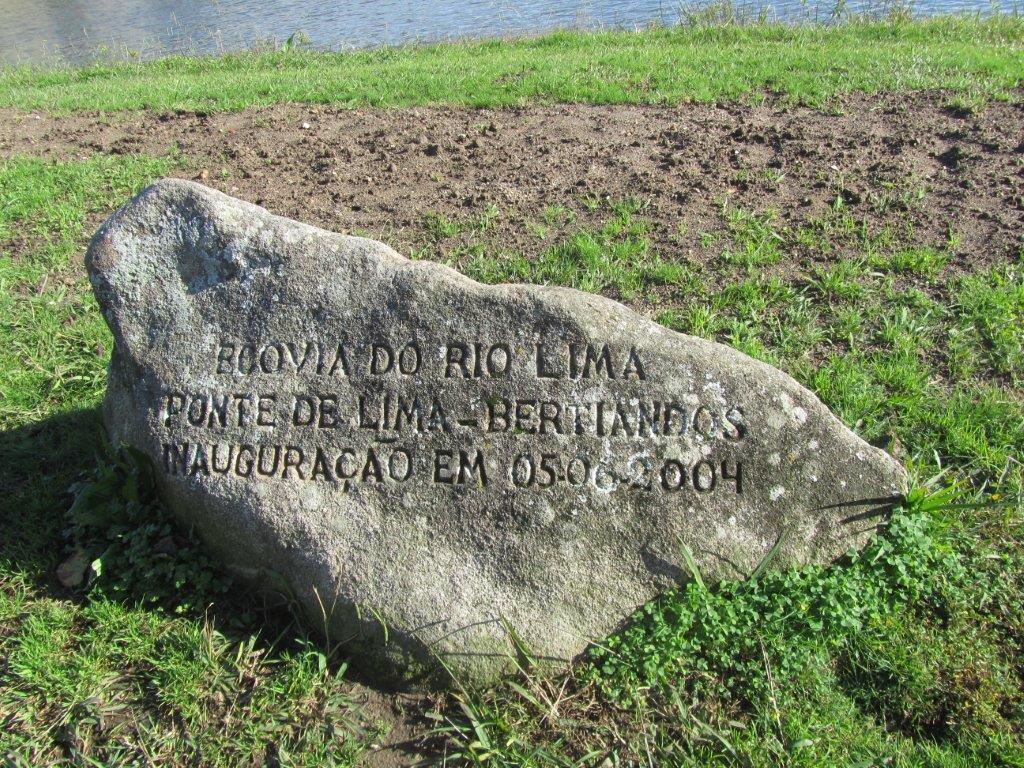 ECOVIA DO RIO LIMA
PONTE DE LIMA - BERTIANDOS
INAUGURAÇÃO EM 05-06-2004